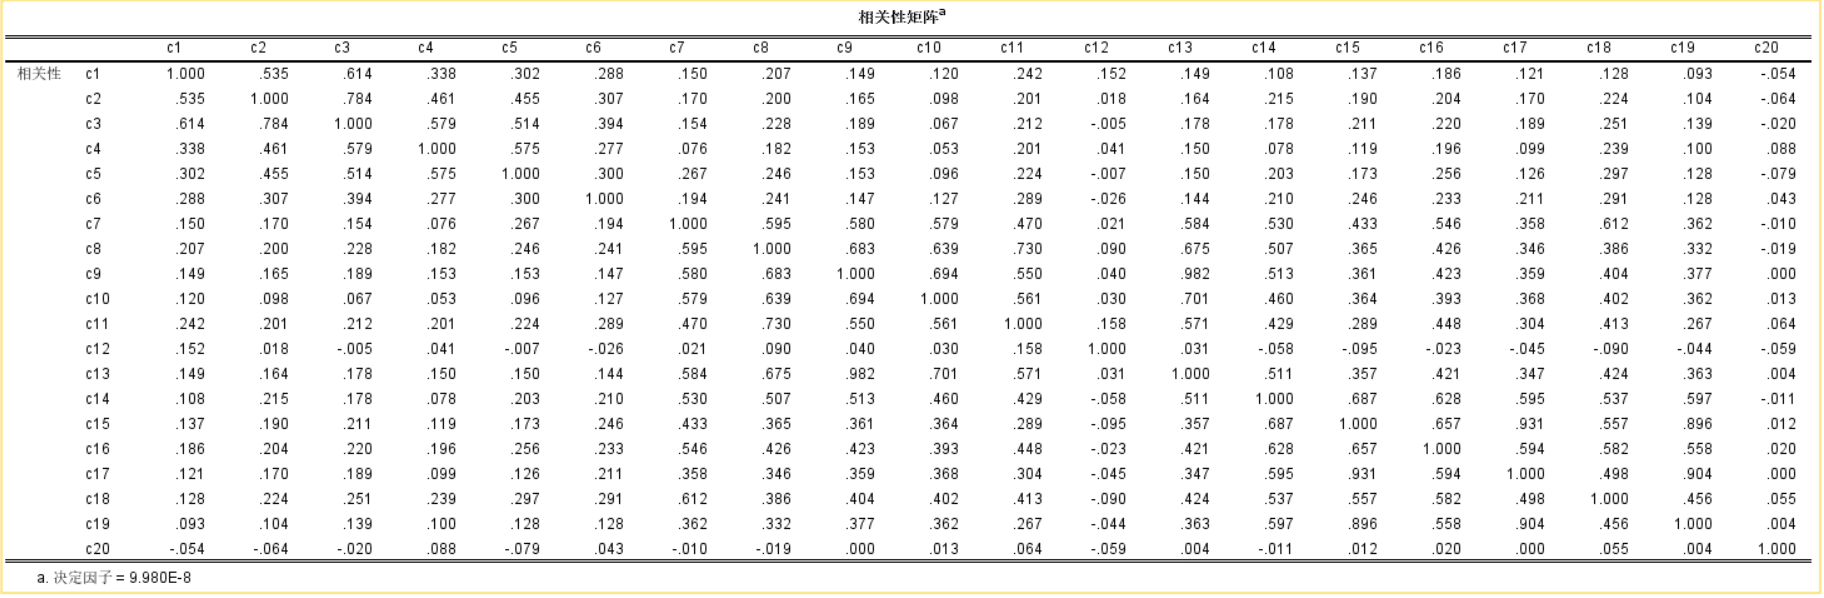 相关性矩阵a
c1 c2 c3 c4 c5 c6 c7 c8 c9 c10 c11 c12 c13 c14 c15 c16 c17 c18 c19 c20
相关性 c1 1.000 .535 .614 .338 .302 .288 .150 .207 .149 .120 .242 .152 .149 .108 .137 .186 .121 .128 .093 -.054
c2 .535 1.000 .784 .461 .455 .307 .170 .200 .165 .098 .201 .018 .164 .215 .190 .204 .170 .224 .104 -.064
c3 .614 .784 1.000 .579 .514 .394 .154 .228 .189 .067 .212 -.005 .178 .178 .211 .220 .189 .251 .139 -.020
c4 .338 .461 .579 1.000 .575 .277 .076 .182 .153 .053 .201 .041 .150 .078 .119 .196 .099 .239 .100 .088
c5 .302 .455 .514 .575 1.000 .300 .267 .246 .153 .096 .224 -.007 .150 .203 .173 .256 .126 .297 .128 -.079
c6 .288 .307 .394 .277 .300 1.000 .194 .241 .147 .127 .289 -.026 .144 .210 .246 .233 .211 .291 .128 .043
c7 .150 .170 .154 .076 .267 .194 1.000 .595 .580 .579 .470 .021 .584 .530 .433 .546 .358 .612 .362 -.010
c8 .207 .200 .228 .182 .246 .241 .595 1.000 .683 .639 .730 .090 .675 .507 .365 .426 .346 .386 .332 -.019
c9 .149 .165 .189 .153 .153 .147 .580 .683 1.000 .694 .550 .040 .982 .513 .361 .423 .359 .404 .377 .000
c10 .120 .098 .067 .053 .096 .127 .579 .639 .694 1.000 .561 .030 .701 .460 .364 .393 .368 .402 .362 .013
c11 .242 .201 .212 .201 .224 .289 .470 .730 .550 .561 1.000 .158 .571 .429 .289 .448 .304 .413 .267 .064
c12 .152 .018 -.005 .041 -.007 -.026 .021 .090 .040 .030 .158 1.000 .031 -.058 -.095 -.023 -.045 -.090 -.044 -.059
c13 .149 .164 .178 .150 .150 .144 .584 .675 .982 .701 .571 .031 1.000 .511 .357 .421 .347 .424 .363 .004
c14 .108 .215 .178 .078 .203 .210 .530 .507 .513 .460 .429 -.058 .511 1.000 .687 .628 .595 .537 .597 -.011
c15 .137 .190 .211 .119 .173 .246 .433 .365 .361 .364 .289 -.095 .357 .687 1.000 .657 .931 .557 .896 .012
c16 .186 .204 .220 .196 .256 .233 .546 .426 .423 .393 .448 -.023 .421 .628 .657 1.000 .594 .582 .558 .020
c17 .121 .170 .189 .099 .126 .211 .358 .346 .359 .368 .304 -.045 .347 .595 .931 .594 1.000 .498 .904 .000
c18 .128 .224 .251 .239 .297 .291 .612 .386 .404 .402 .413 -.090 .424 .537 .557 .582 .498 1.000 .456 .055
c19 .093 .104 .139 .100 .128 .128 .362 .332 .377 .362 .267 -.044 .363 .597 .896 .558 .904 .456 1.000 .004
c20 -.054 -.064 -.020 .088 -.079 .043 -.010 -.019 .000 .013 .064 -.059 .004 -.011 .012 .020 .000 .055 .004 1.000
a. 决定因子 = 9.980E-8